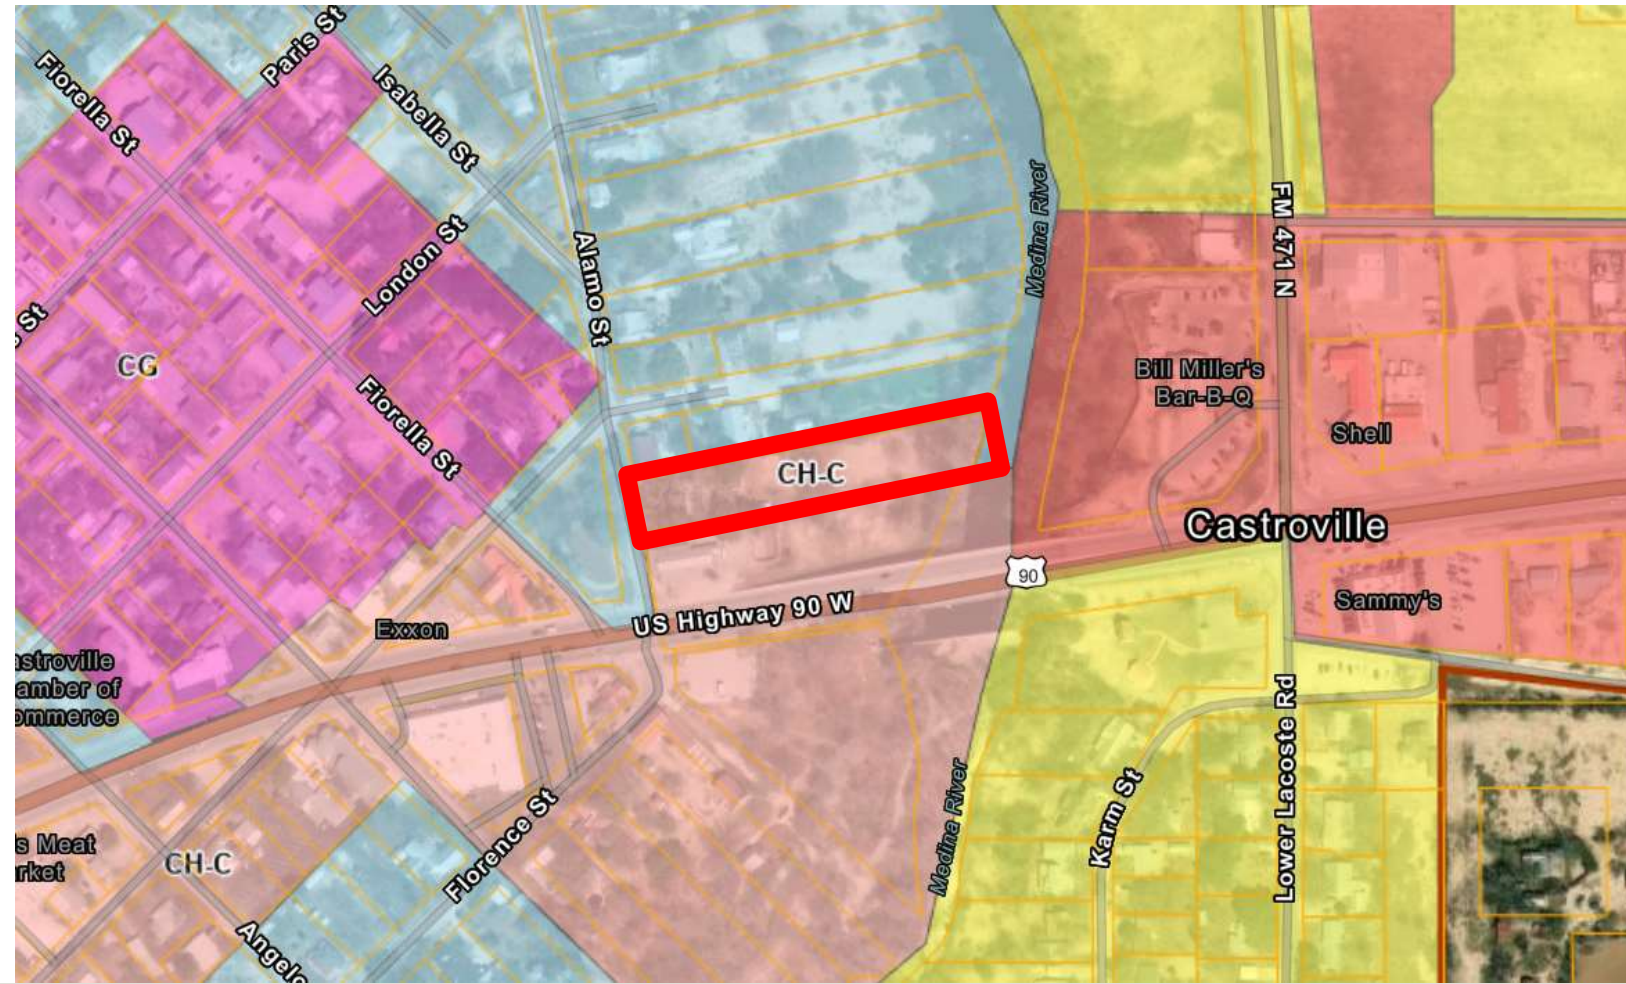 Paris St
Fiorella St
Isabella St
FM 471 N
Medina River
London St
Alamo St
St
CG
Bill Miller's
Bar-B-Q
Fiorella St
Shell
CH-C
Castroville
90
US Highway 90 W
Sammy's
Exxon
astroville
amber of
ommerce
Lower Lacoste Rd
Karm St
Medina River
Florence St
s Meat
rket
CH-C
Angelo